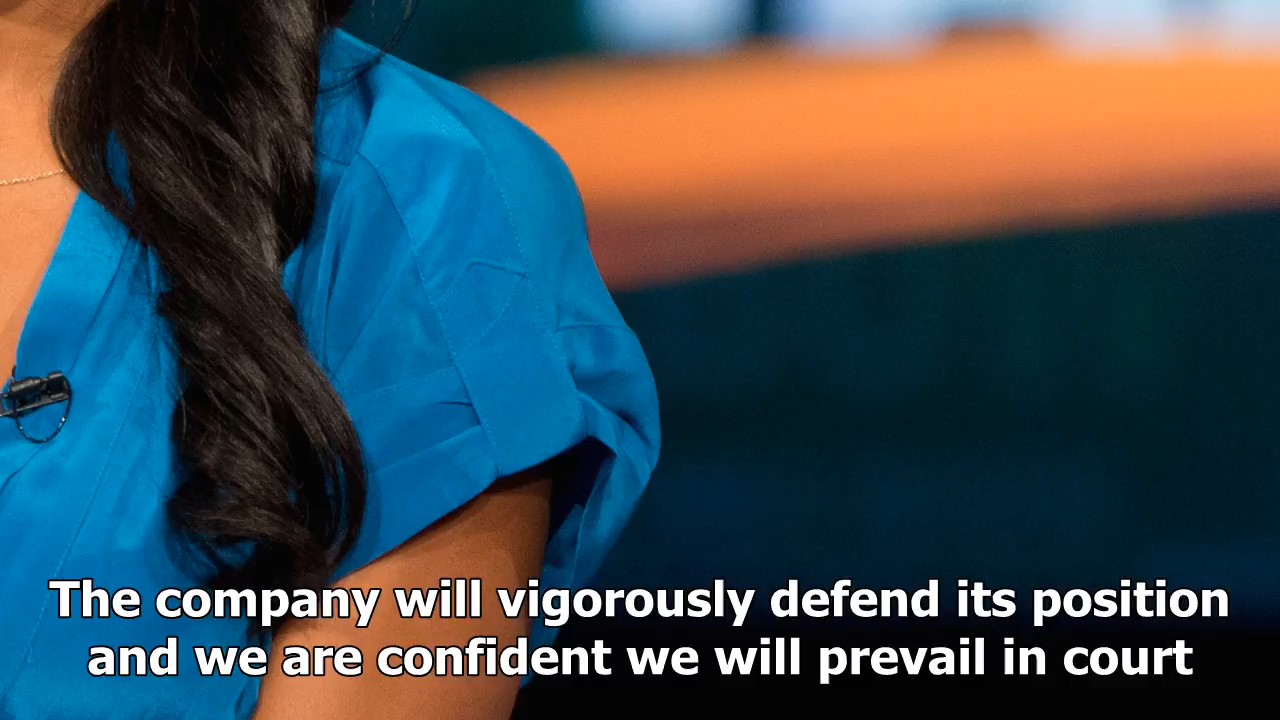 The company will vigorously defend its position
and we are confident we will prevail in court